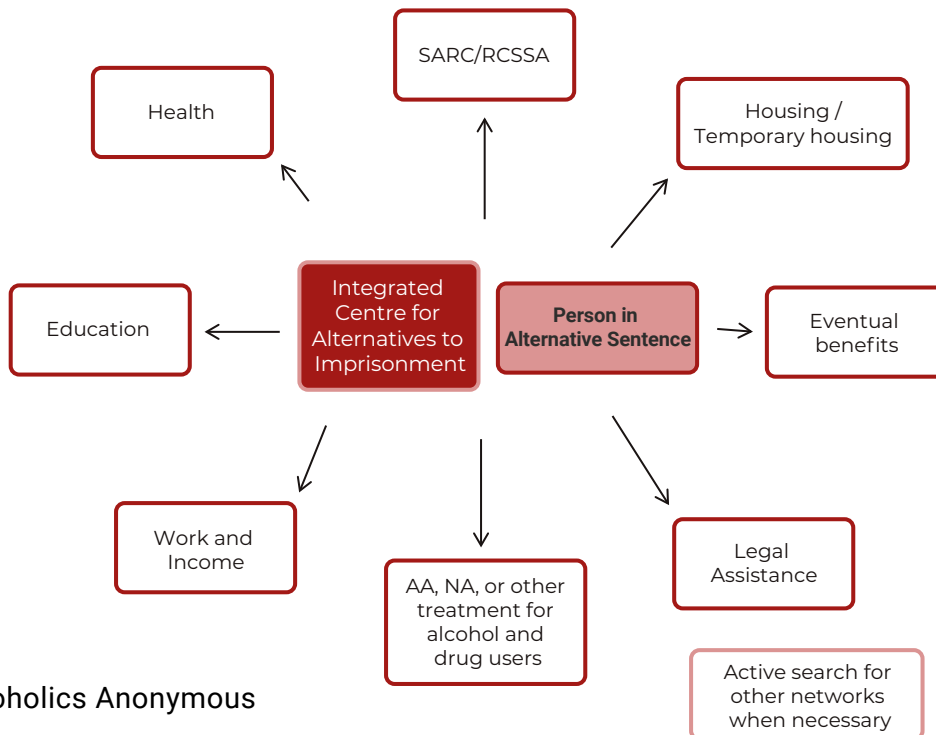 SARC/RCSSA
Health
Housing /
Temporary housing
Integrated
Centre for
Alternatives to
Imprisonment
Person in
Alternative Sentence
Education
Eventual
benefits
Work and
Income
AA, NA, or other
treatment for
alcohol and
drug users
Legal
Assistance
Active search for
other networks
when necessary
oholics Anonymous